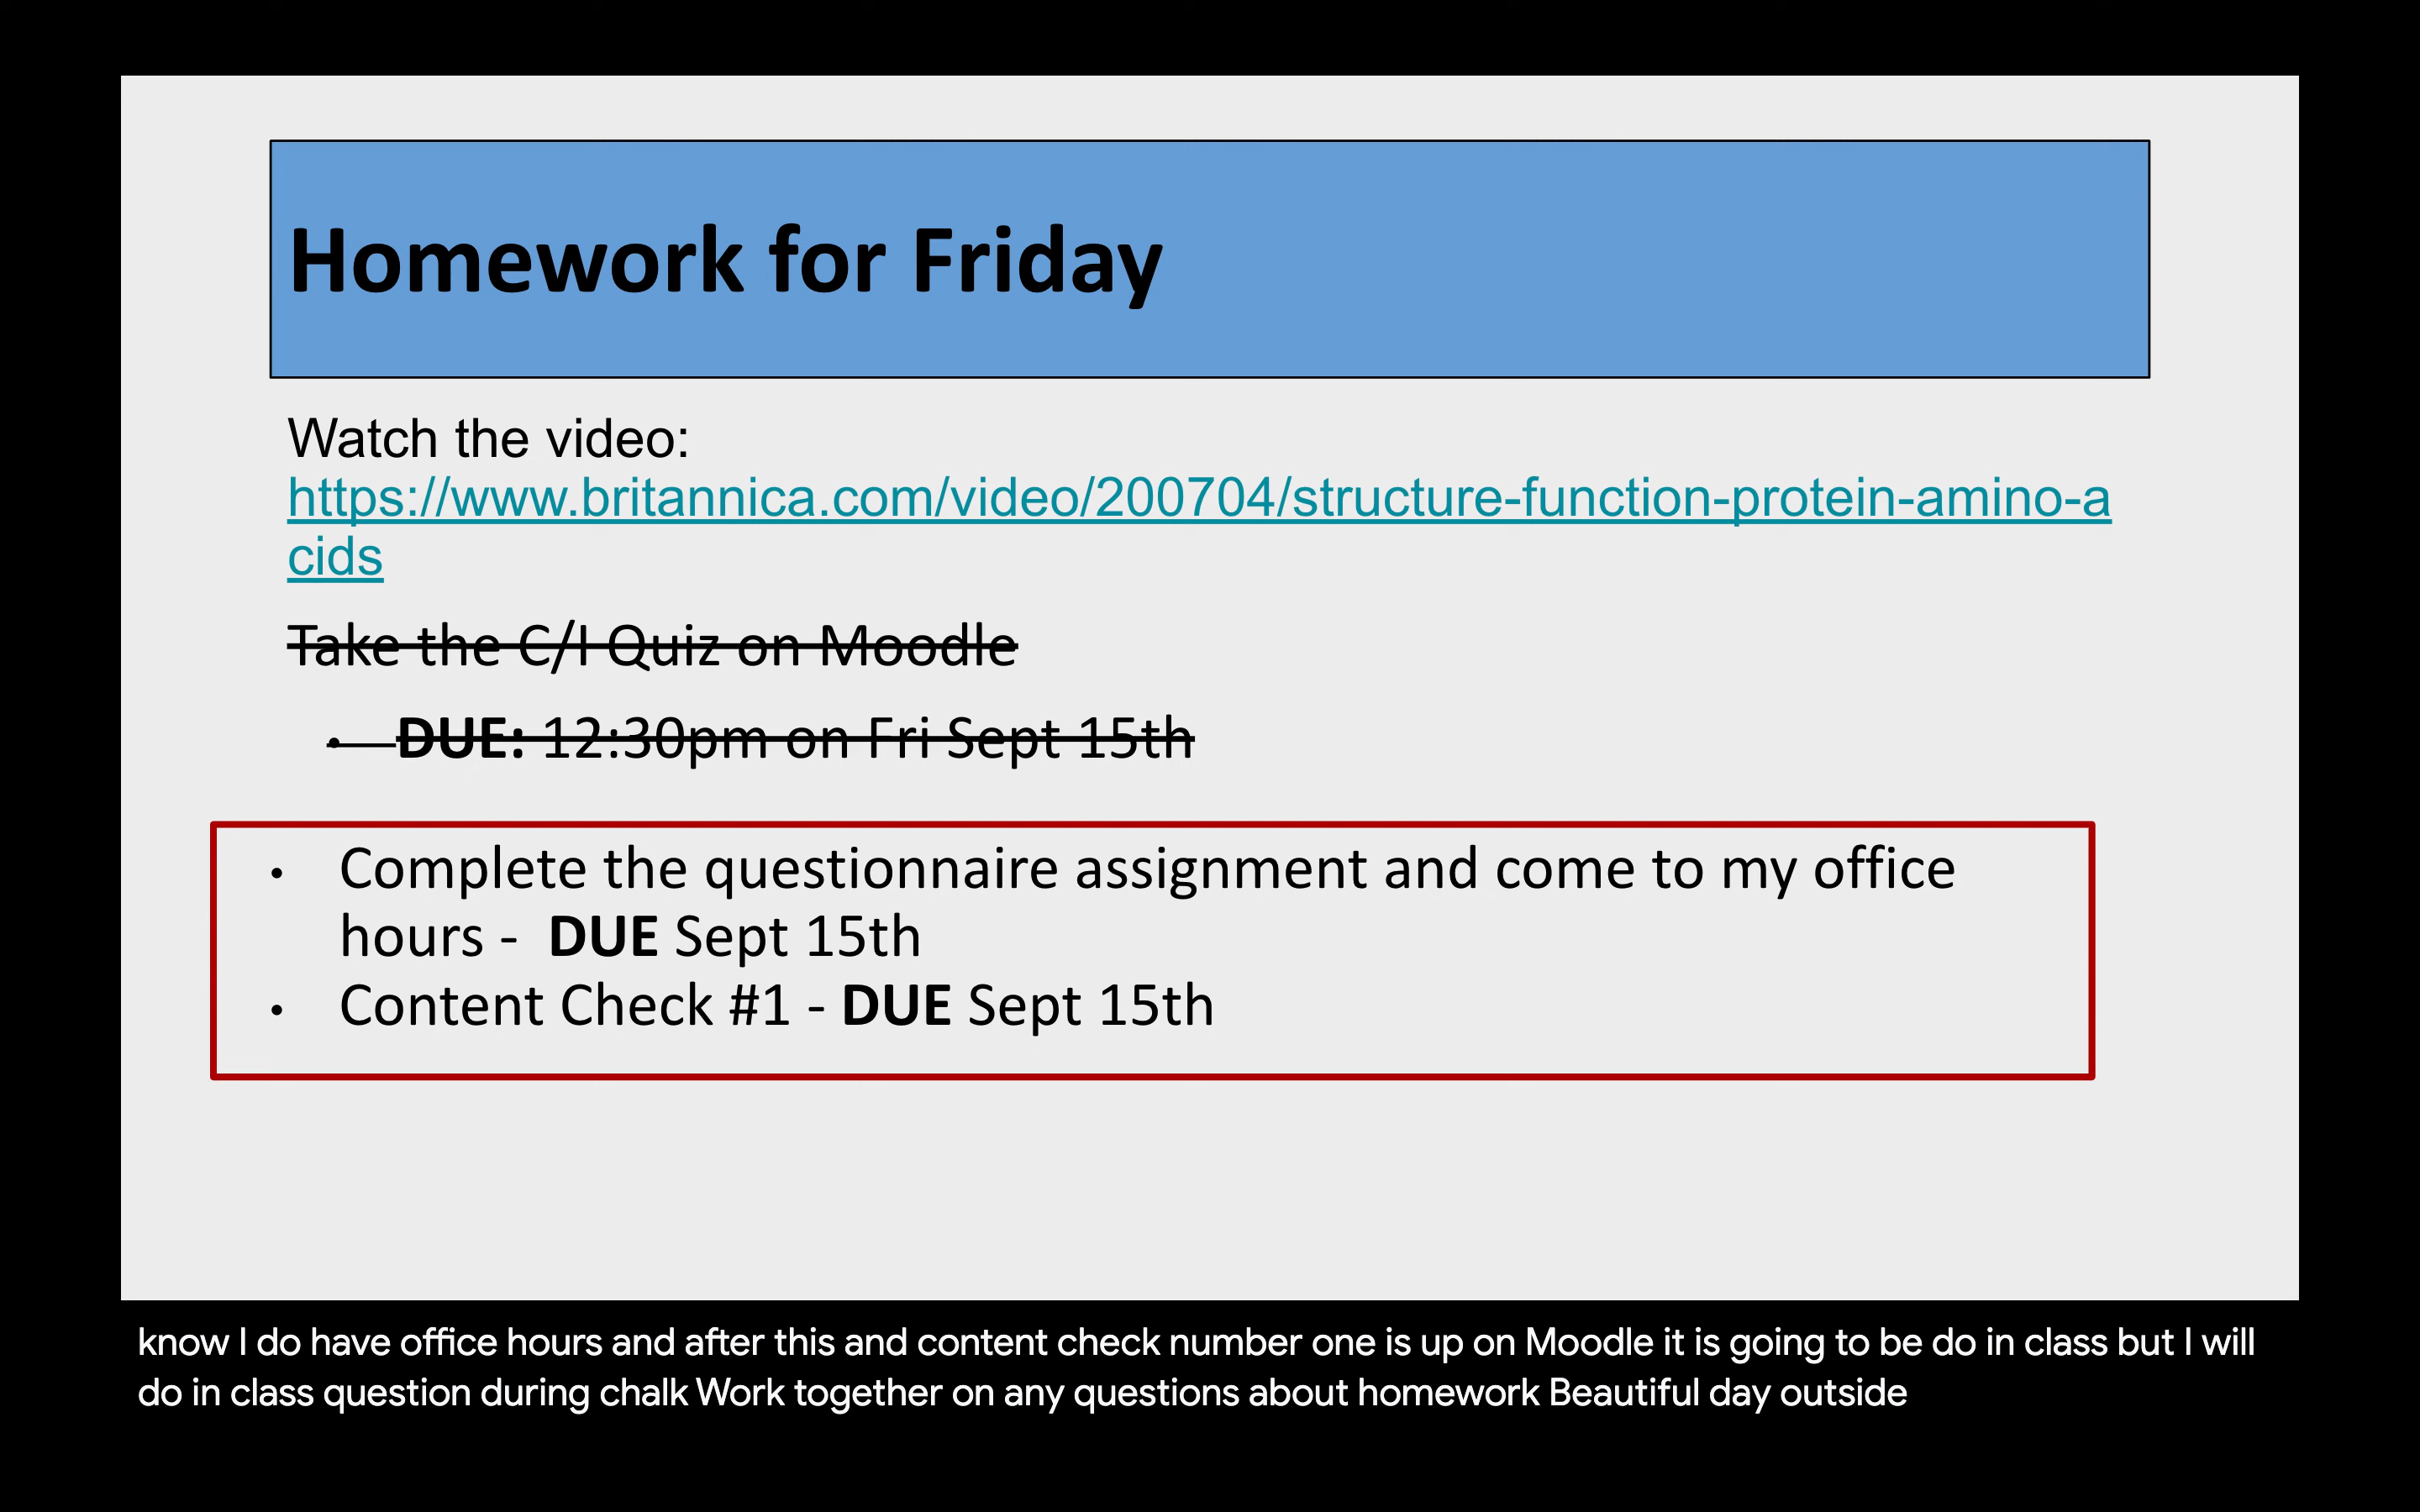 Homework for Friday
Watch the video:
https://www.britannica.com/video/200704/structure-function-protein-amino-a
cids
Take the C/I Quiz on Moodle
• DUE: 12:30pm on Fri Sept 15th
• Complete the questionnaire assignment and come to my office
hours - DUE Sept 15th
• Content Check #1 - DUE Sept 15th
know I do have office hours and after this and content check number one is up on Moodle it is going to be do in class but I will
do in class question during chalk Work together on any questions about homework Beautiful day outside